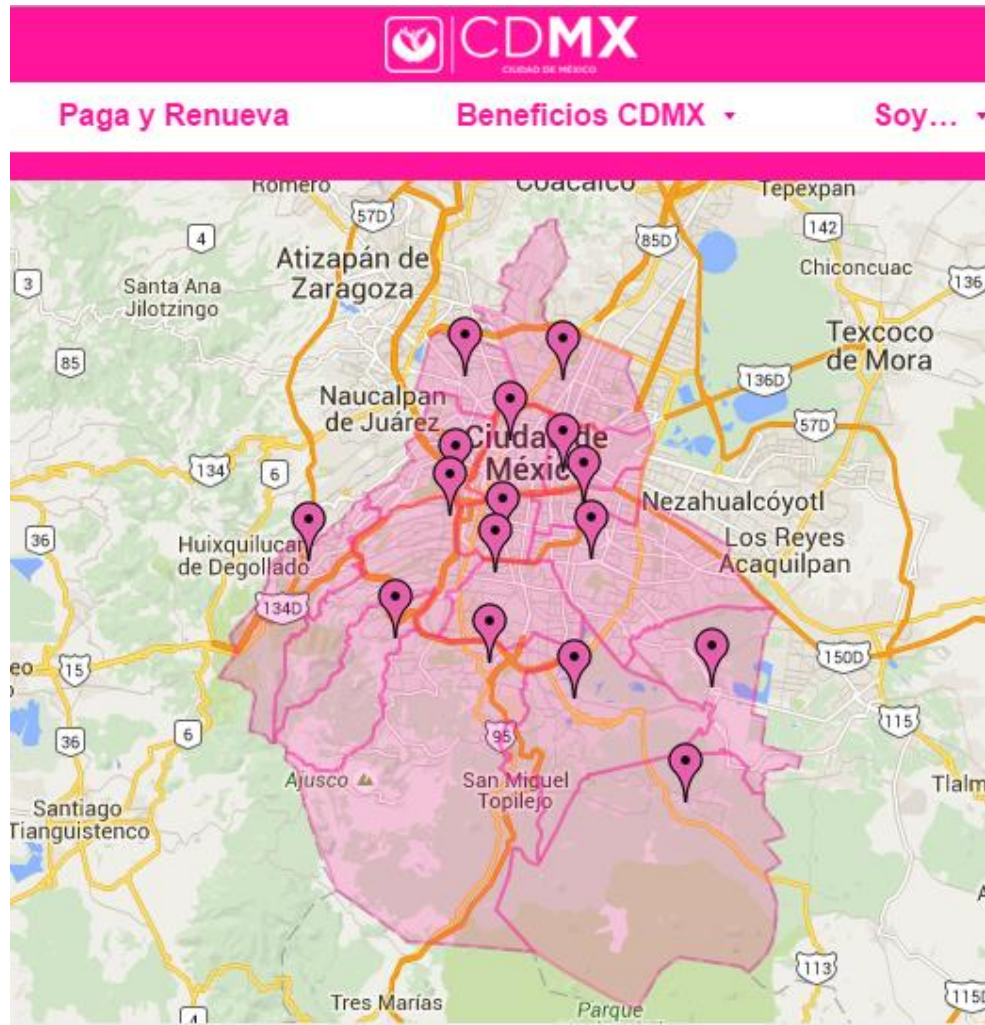 CDMX
CIUDAD DE MÉXICO
Paga y Renueva
Beneficios CDMX
Soy...
Romero
Coacalco
Tepexpan
57D
85D
142
4
Atizapán de
Zaragoza
Chiconcuac
3
Santa Ana
Jilotzingo
136
Texcoco
de Mora
85
136D
Naucalpan
de Juárez
57D
Ciudad de
México
134
6
Nezahualcóyotl
36
Huixquilucan
de Degollado
Los Reyes
Acaquilpan
134D
15
150D
115
6
36
95
Ajusco
San Miguel
Topilejo
Tlalm
Santiago
Tianguistenco
113
115D
Tres Marías
Parque
4